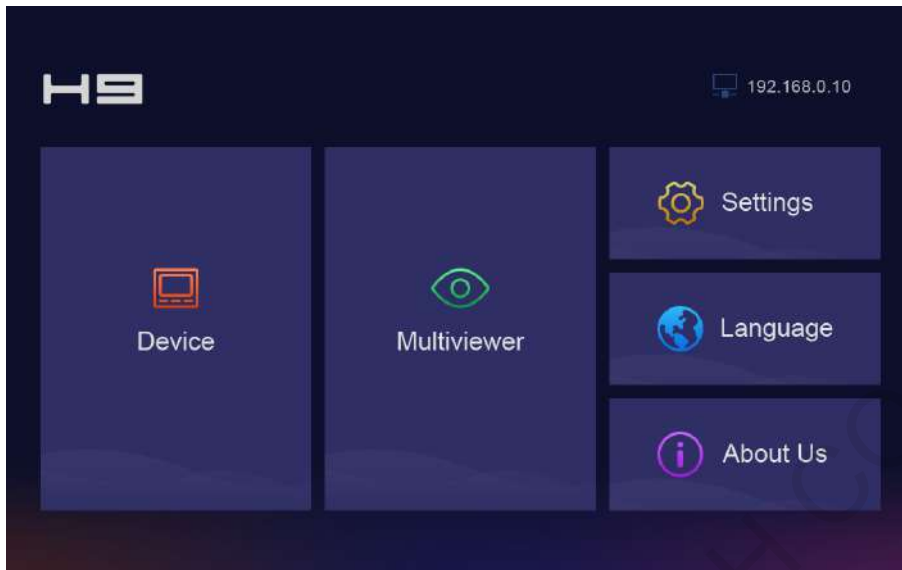 H9
192.168.0.10
Device
Multiviewer
Settings
Language
About Us